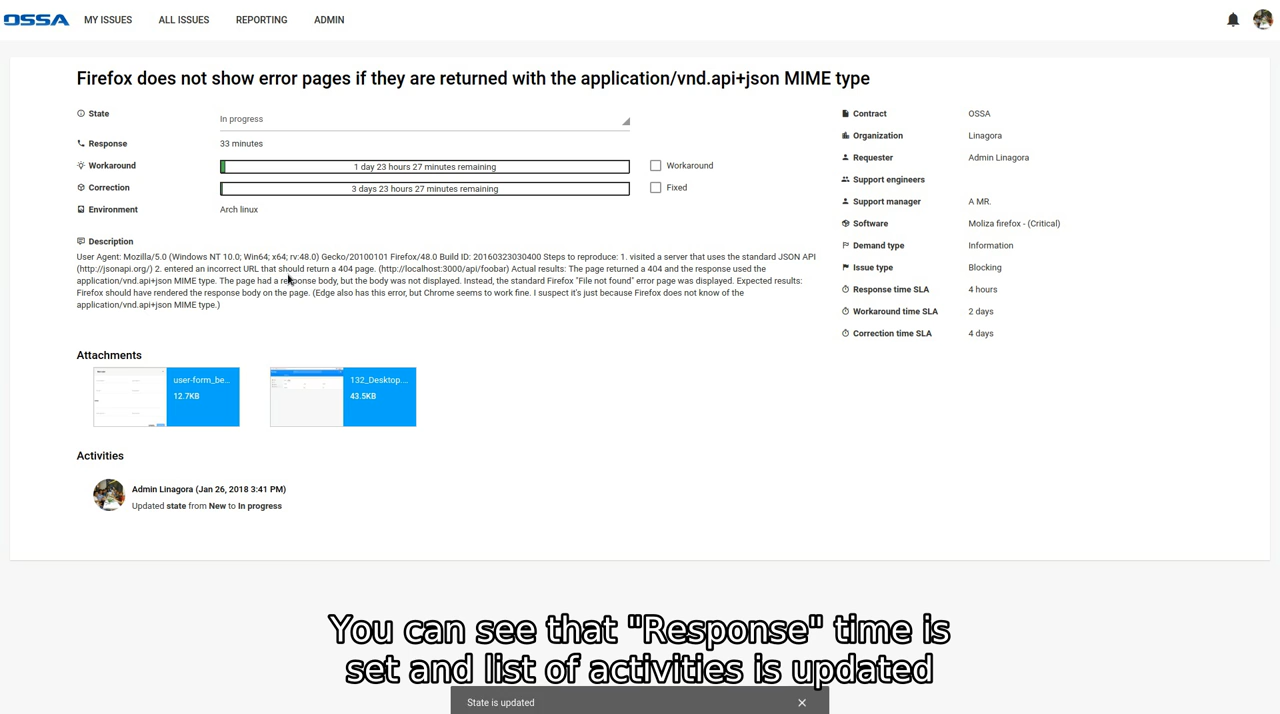 OSSA MY ISSUES ALL ISSUES REPORTING ADMIN
Firefox does not show error pages if they are returned with the application/vnd.api+json MIME type
State In progress
Response 33 minutes
Workaround 1 day 23 hours 27 minutes remaining Workaround
Correction 3 days 23 hours 27 minutes remaining Fixed
Environment Arch linux
Description
User Agent: Mozilla/5.0 (Windows NT 10.0; Win64; x64; rv:48.0) Gecko/20100101 Firefox/48.0 Build ID: 20160323030400 Steps to reproduce: 1. visited a server that uses the standard JSON API
(http://jsonapi.org/) 2. entered an incorrect URL that should return a 404 page. (http://localhost:3000/api/foobar) Actual results: The page returned a 404 and the response used the
application/vnd.api+json MIME type. The page had a response body, but the body was not displayed. Instead, the standard Firefox "File not found" error page was displayed. Expected results:
Firefox should have rendered the response body on the page. (Edge also has this error, but Chrome seems to work fine. I suspect it's just because Firefox does not know of the
application/vnd.api+json MIME type.)
Contract OSSA
Organization Linagora
Requester Admin Linagora
Support engineers
Support manager A MR.
Software Moliza firefox - (Critical)
Demand type Information
Issue type Blocking
Response time SLA 4 hours
Workaround time SLA 2 days
Correction time SLA 4 days
Attachments
user-form_be...
12.7KB
132_Desktop....
43.5KB
Activities
Admin Linagora (Jan 26, 2018 3:41 PM)
Updated state from New to In progress
You can see that "Response" time is
set and list of activities is updated
State is updated